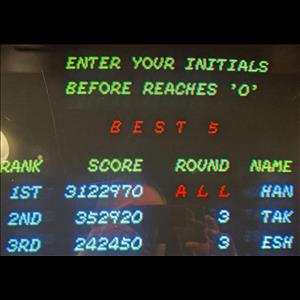 ENTER YOUR INITIALS
BEFORE REACHES 'O'
BEST 5
RANK SCORE ROUND NAME
1ST 3122970 ALL HAN
2ND 352920 3 TAK
3RD 242450 3 ESH